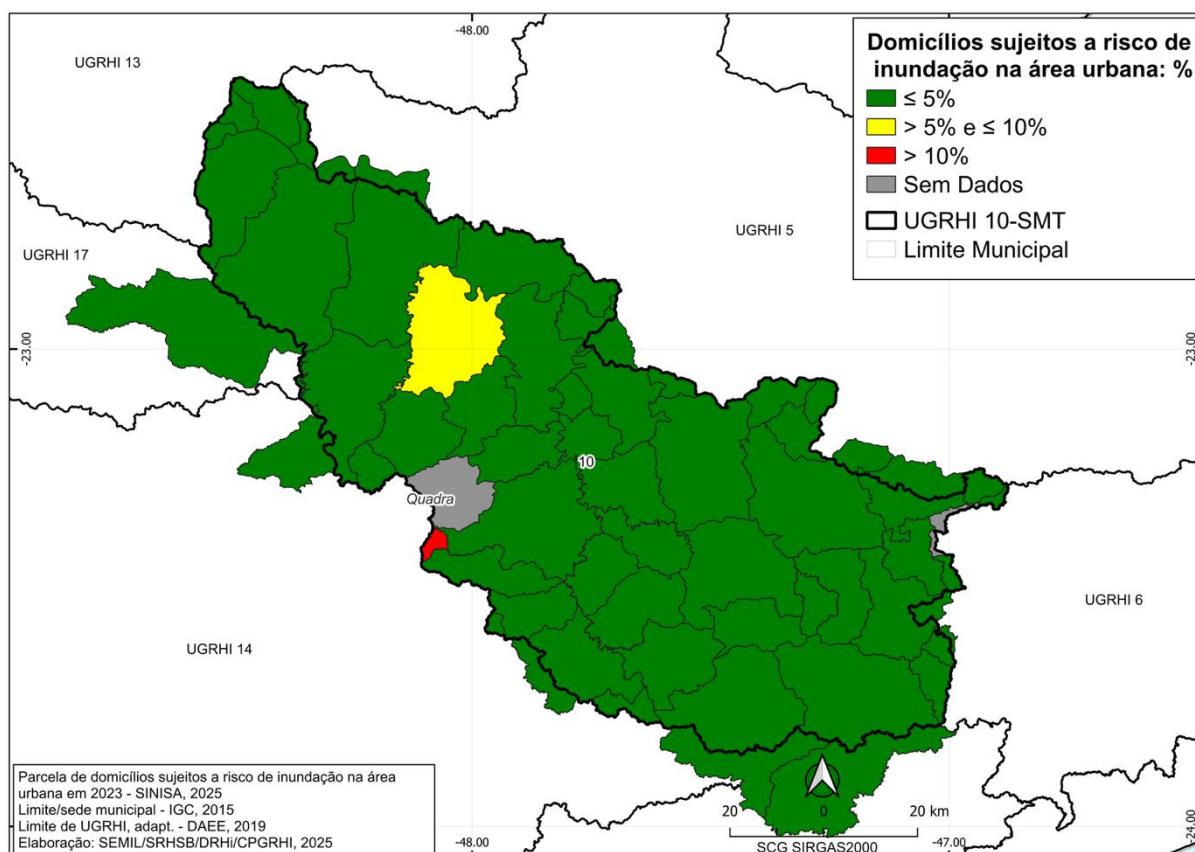 -48.00
UGRHI 13
Domicílios sujeitos a risco de
inundação na área urbana: %
≤ 5%
> 5% e ≤ 10%
> 10%
Sem Dados
UGRHI 10-SMT
Limite Municipal
UGRHI 5
UGRHI 17
-23.00
-23.00
10
Quadra
UGRHI 6
UGRHI 14
Parcela de domicílios sujeitos a risco de inundação na área
urbana em 2023 - SINISA, 2025
Limite/sede municipal - IGC, 2015
Limite de UGRHI, adapt. - DAEE, 2019
Elaboração: SEMIL/SRHSB/DRHi/CPGRHI, 2025
20 0 20 km
SCG SIRGAS2000
-48.00
-47.00
-24.00